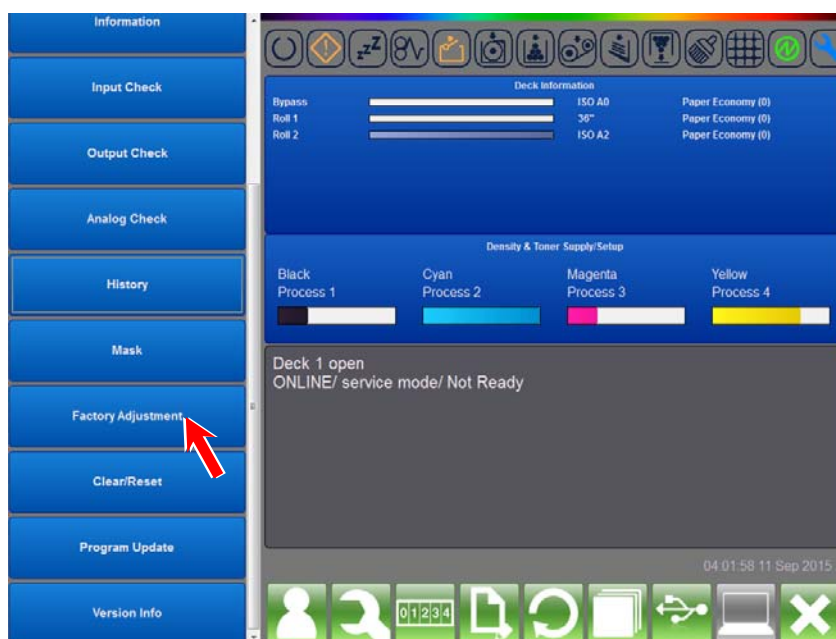 Information
Input Check
Output Check
Analog Check
History
Mask
Factory Adjustment
Clear/Reset
Program Update
Version Info
zzZ
Deck Information
Bypass ISO A0 Paper Economy (0)
Roll 1 36" Paper Economy (0)
Roll 2 ISO A2 Paper Economy (0)
Density & Toner Supply/Setup
Black Cyan Magenta Yellow
Process 1 Process 2 Process 3 Process 4
Deck 1 open
ONLINE/ service mode/ Not Ready
04:01:58 11 Sep 2015
01234